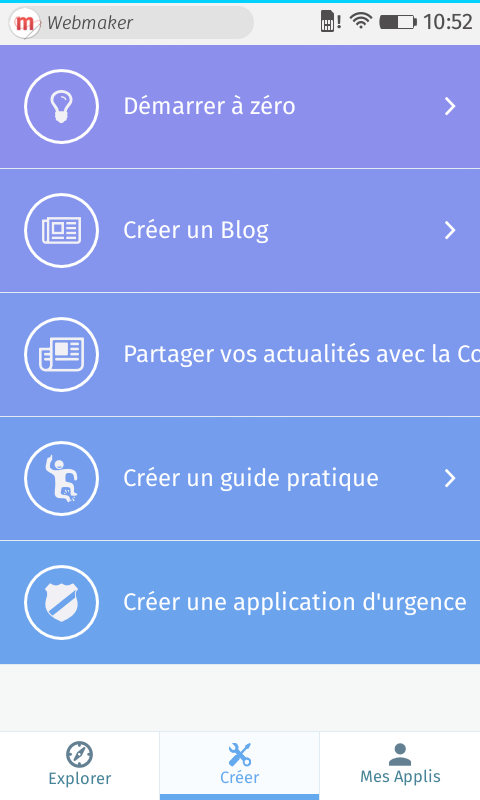 m Webmaker
! 10:52
Démarrer à zéro
Créer un Blog
Partager vos actualités avec la Co
Créer un guide pratique
Créer une application d'urgence
Explorer
Créer
Mes Applis